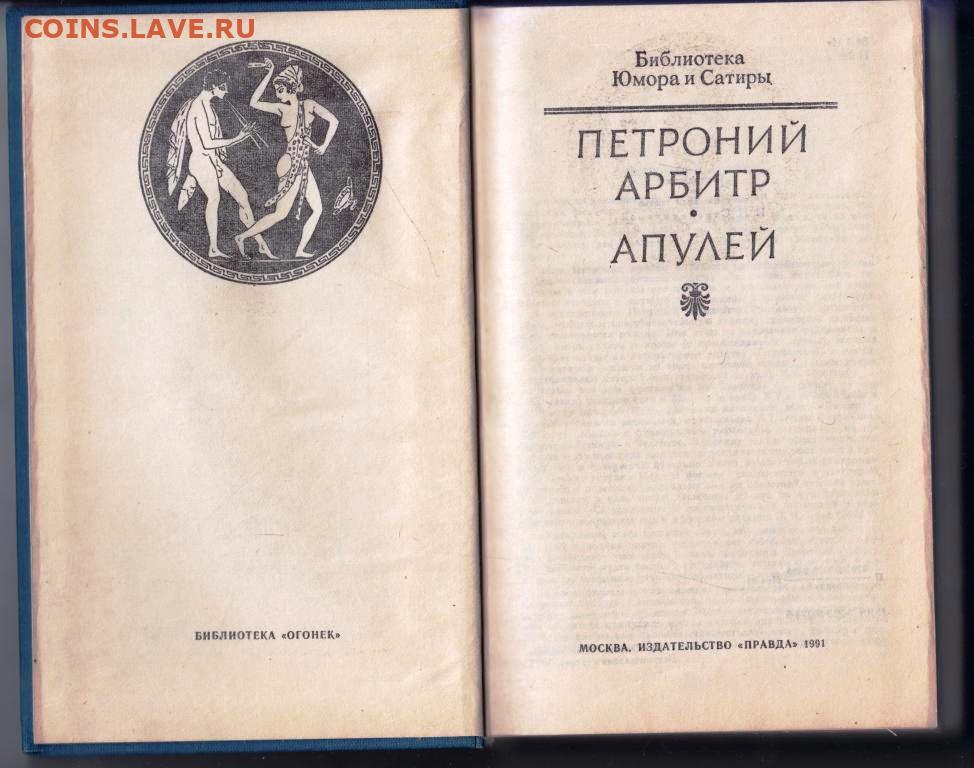 COINS.LAVE.RU
БИБЛИОТЕКА «ОГОНЕК»
Библиотека
Юмора и Сатиры
ПЕТРОНИЙ
АРБИТР
•
АПУЛЕЙ
МОСКВА. ИЗДАТЕЛЬСТВО «ПРАВДА» 1991